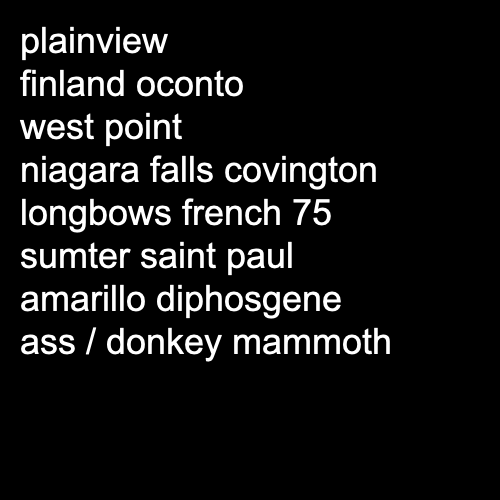 plainview
finland oconto
west point
niagara falls covington
longbows french 75
sumter saint paul
amarillo diphosgene
ass / donkey mammoth